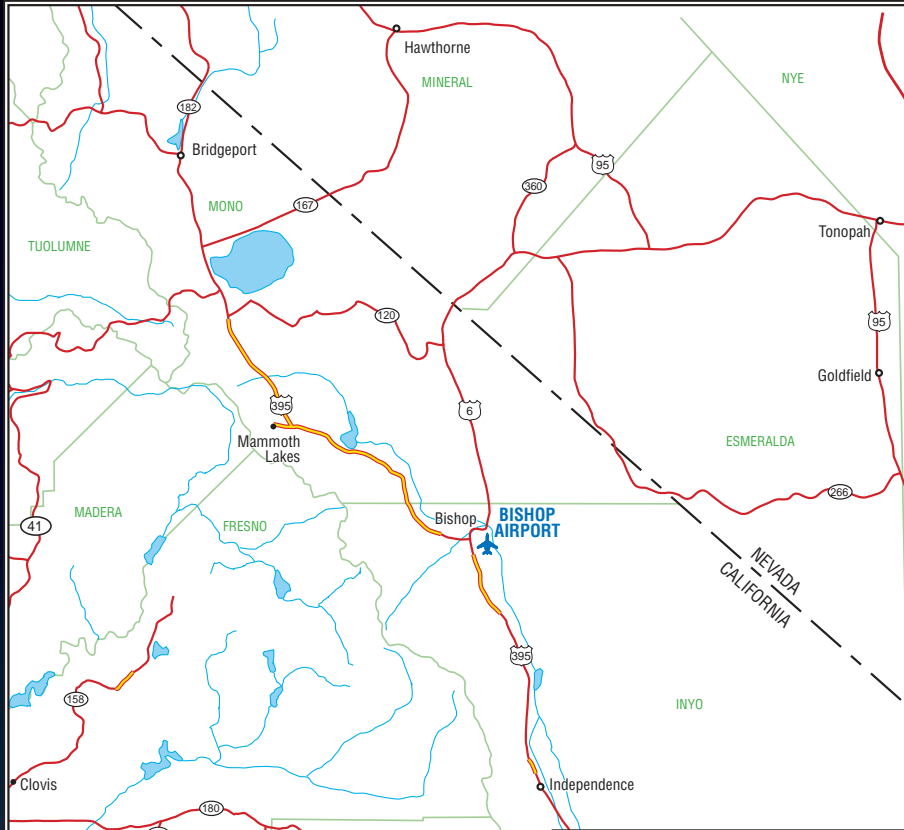 Hawthorne
MINERAL
NYE
182
Bridgeport
95
360
MONO
167
TUOLUMNE
Tonopah
120
95
Goldfield
395
6
Mammoth
Lakes
ESMERALDA
266
MADERA
FRESNO
41
Bishop
BISHOP
AIRPORT
NEVADA
CALIFORNIA
395
158
INYO
Clovis
Independence
180